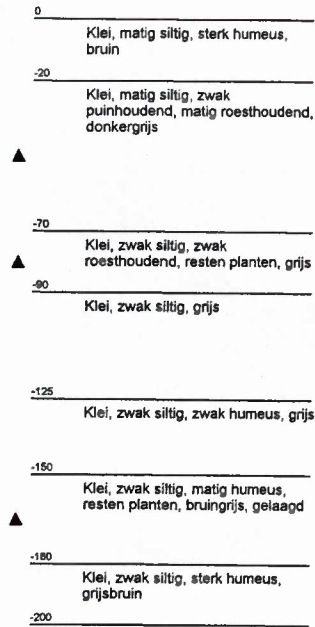 0
Klei, matig siltig, sterk humeus,
bruin
-20
Klei, matig siltig, zwak
puinhoudend, matig roesthoudend,
donkergrijs
-70
Klei, zwak siltig, zwak
roesthoudend, resten planten, grijs
-90
Klei, zwak siltig, grijs
-125
Klei, zwak siltig, zwak humeus, grijs
-150
Klei, zwak siltig, matig humeus,
resten planten, bruingrijs, gelaagd
-180
Klei, zwak siltig, sterk humeus,
grijsbruin
-200